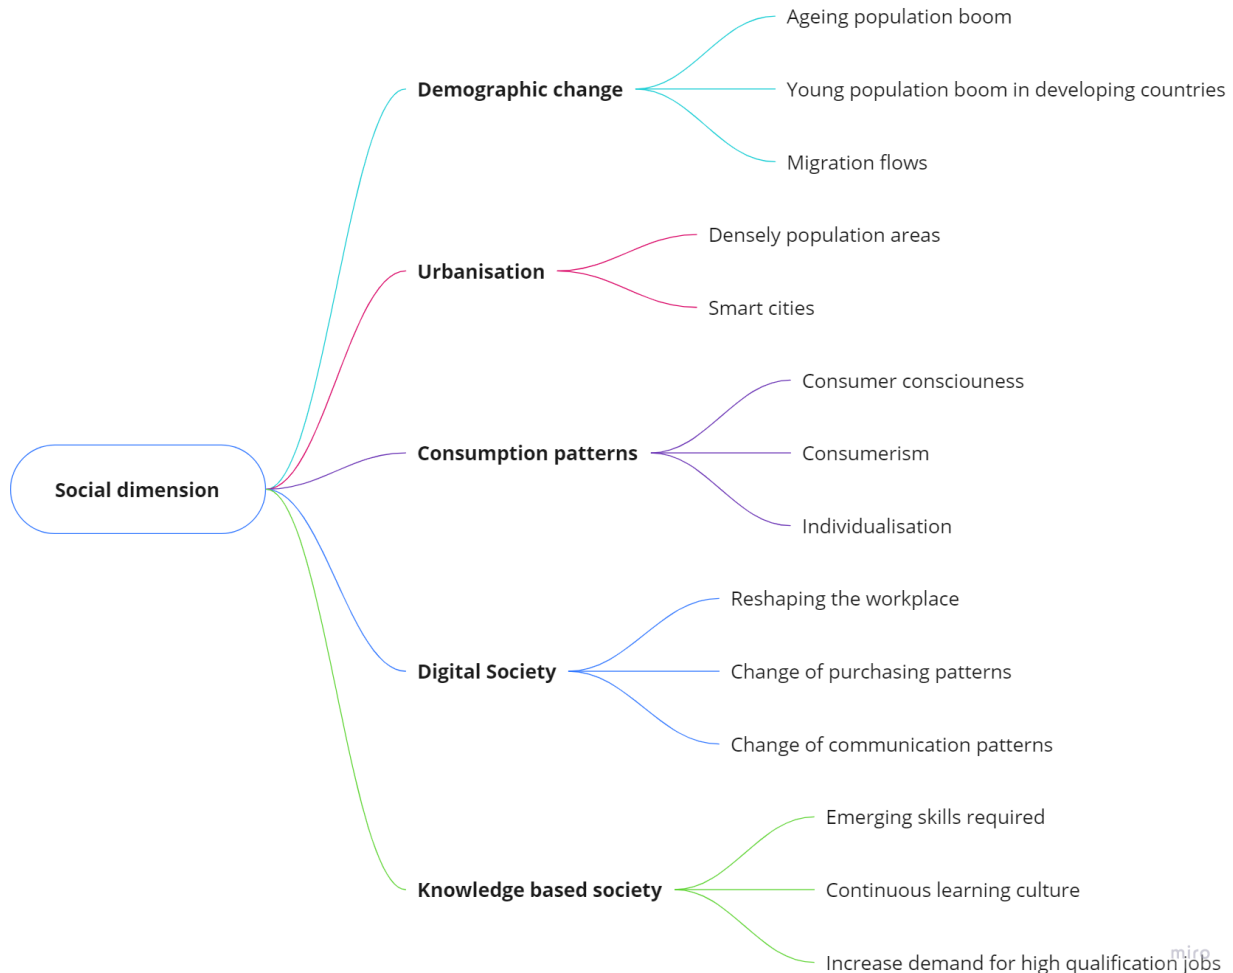 Ageing population boom
Demographic change
Young population boom in developing countries
Migration flows
Densely population areas
Urbanisation
Smart cities
Consumer consciouness
Consumption patterns
Consumerism
Social dimension
Individualisation
Reshaping the workplace
Digital Society
Change of purchasing patterns
Change of communication patterns
Emerging skills required
Knowledge based society
Continuous learning culture
Increase demand for high qualification jobs
miro